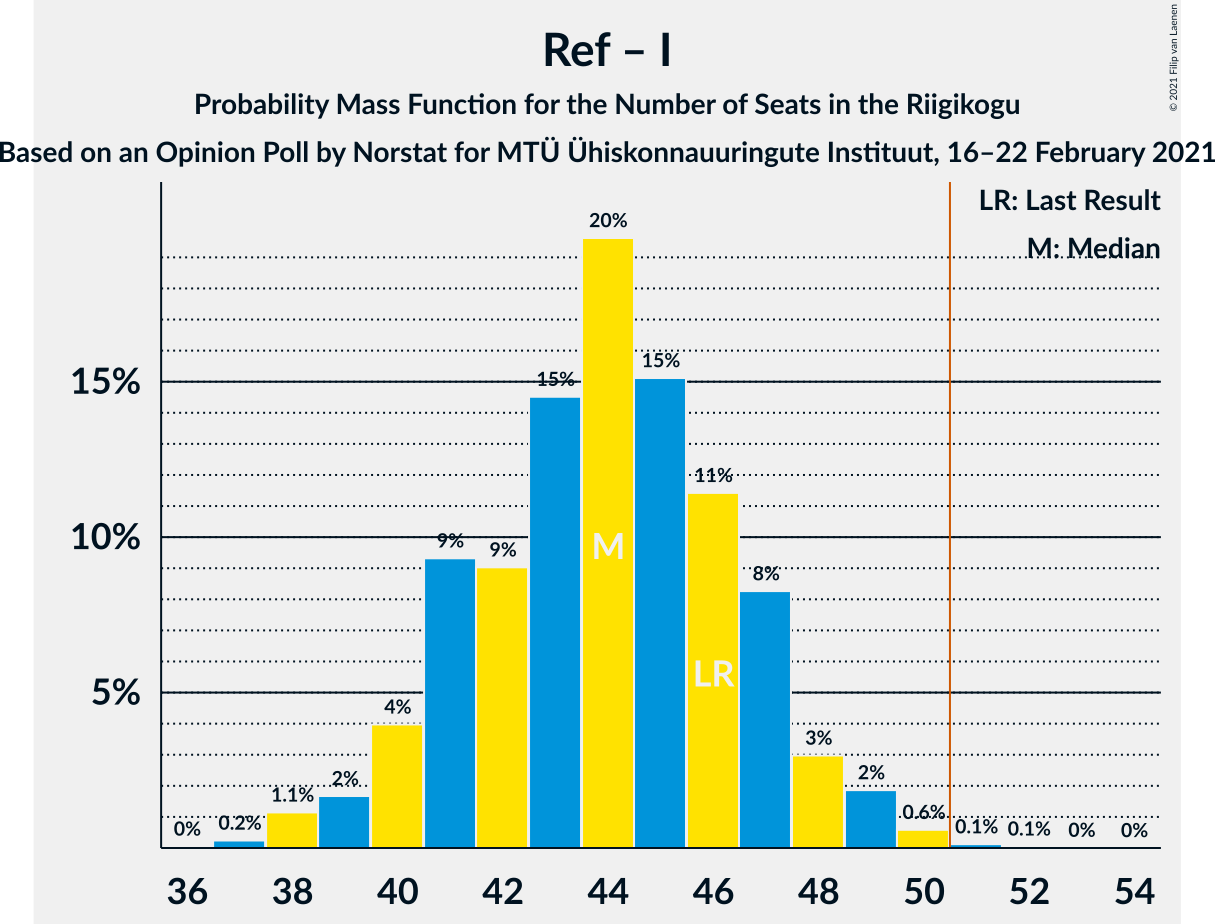 Ref – I
Probability Mass Function for the Number of Seats in the Riigikogu
Based on an Opinion Poll by Norstat for MTÜ Ühiskonnauuringute Instituut, 16–22 February 2021
© 2021 Filip van Laenen
LR: Last Result
M: Median
20%
15%
15%
15%
11%
10%
9%
9%
M
8%
LR
5%
4%
3%
2%
2%
1.1%
0.6%
0%
0.2%
0.1%
0.1%
0%
0%
36 38 40 42 44 46 48 50 52 54